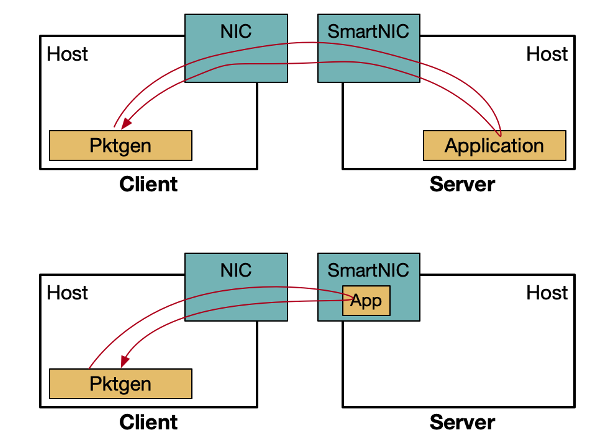 NIC
SmartNIC
Host
Host
Pktgen
Application
Client
Server
NIC
SmartNIC
Host
App
Host
Pktgen
Client
Server